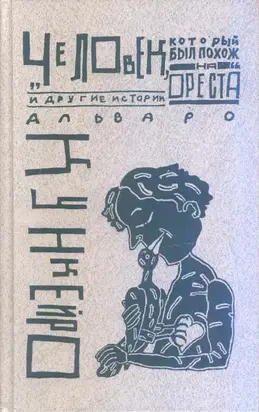 „ЧЕЛОВЕК,
КОТОРЫЙ
БЫЛ ПОХОЖ
НА
ОРЕСТА“
И ДРУГИЕ ИСТОРИИ
АЛЬВАРО
КУНКЕЙРО